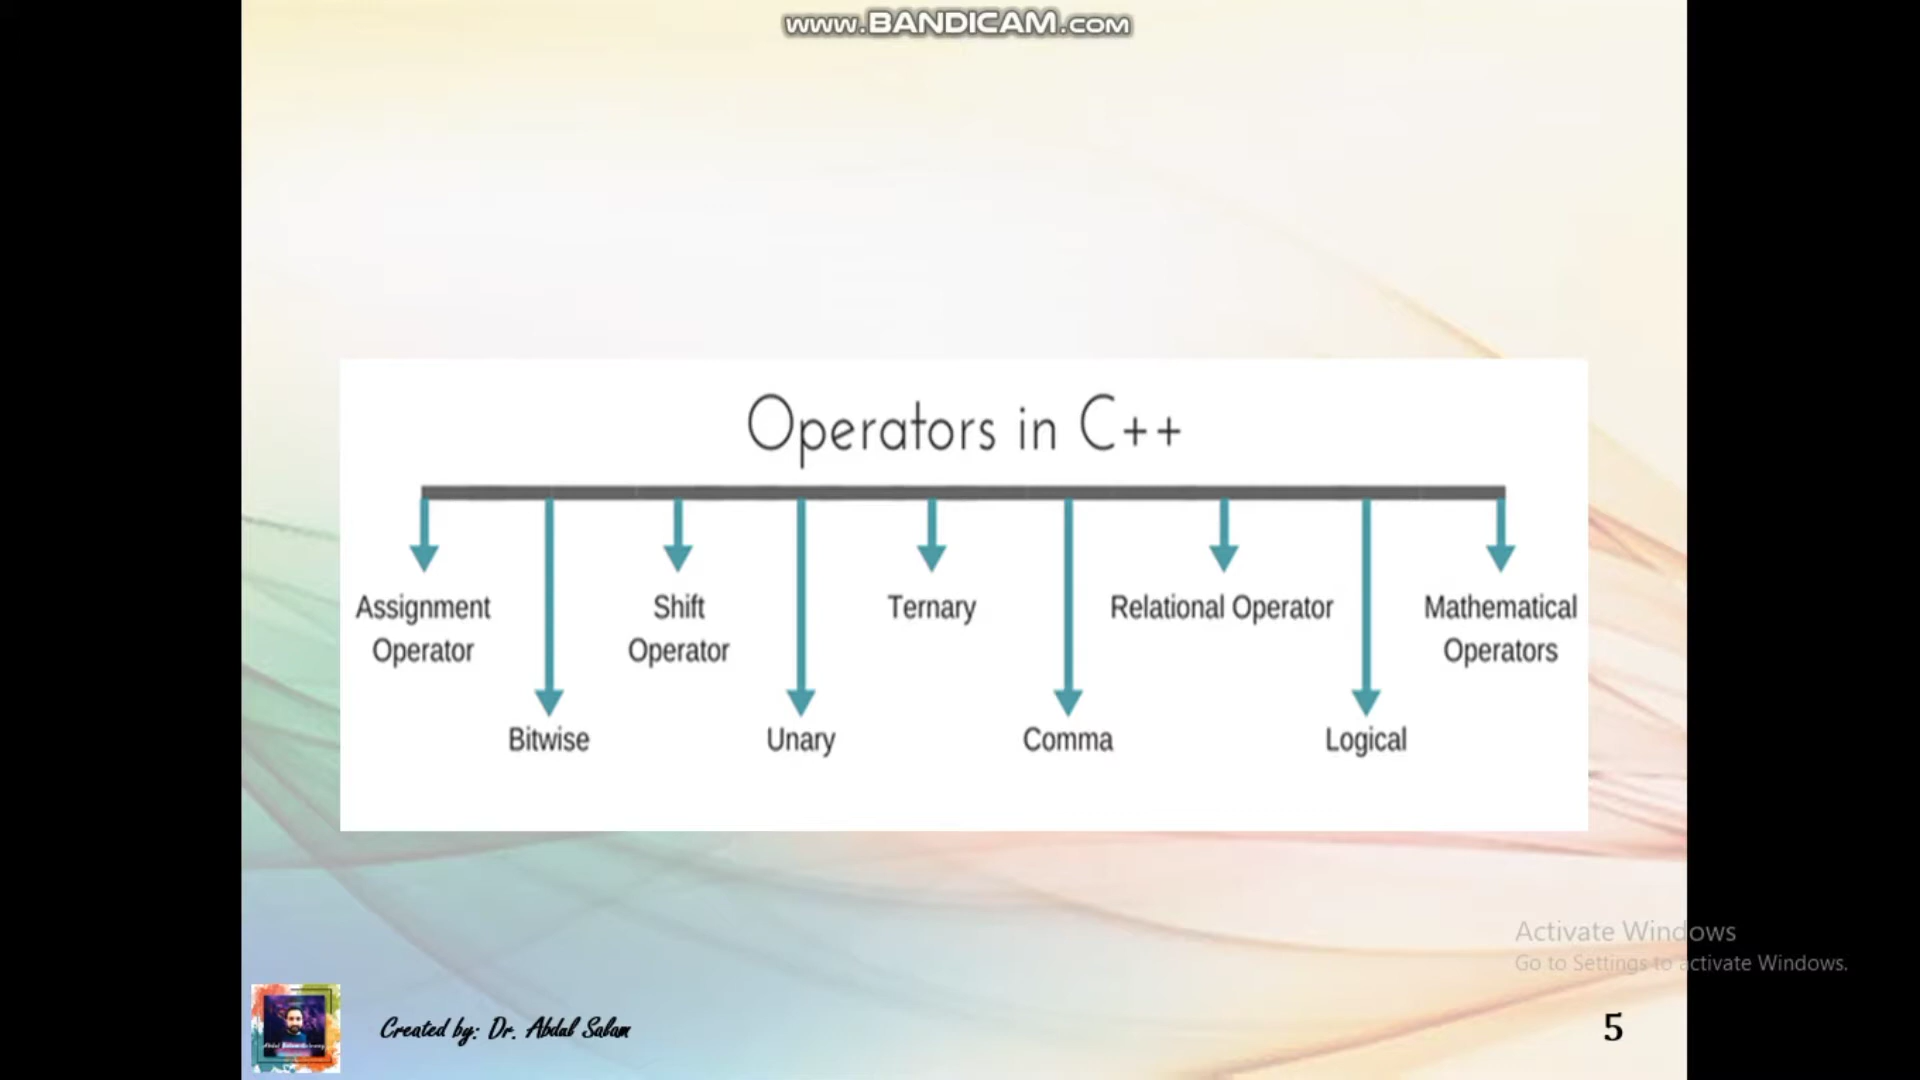 www.BANDICAM.com
Operators in C++
Assignment
Operator
Bitwise
Shift
Operator
Unary
Ternary
Comma
Relational Operator
Logical
Mathematical
Operators
Activate Windows
Go to Settings to activate Windows.
Created by: Dr. Abdul Salam
5